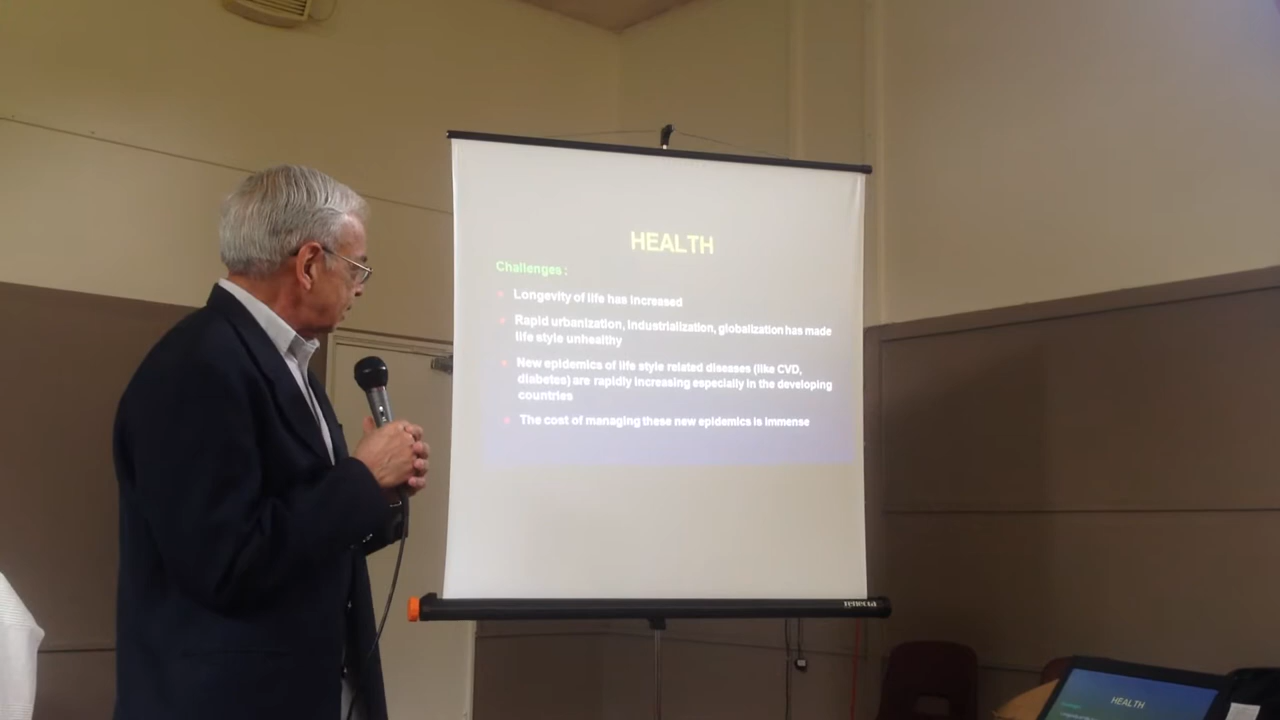 HEALTH
Challenges :
Longevity of life has increased
Rapid urbanization, industrialization, globalization has made
life style unhealthy
New epidemics of life style related diseases (like CVD,
diabetes) are rapidly increasing especially in the developing
countries
The cost of managing these new epidemics is immense
HEALTH